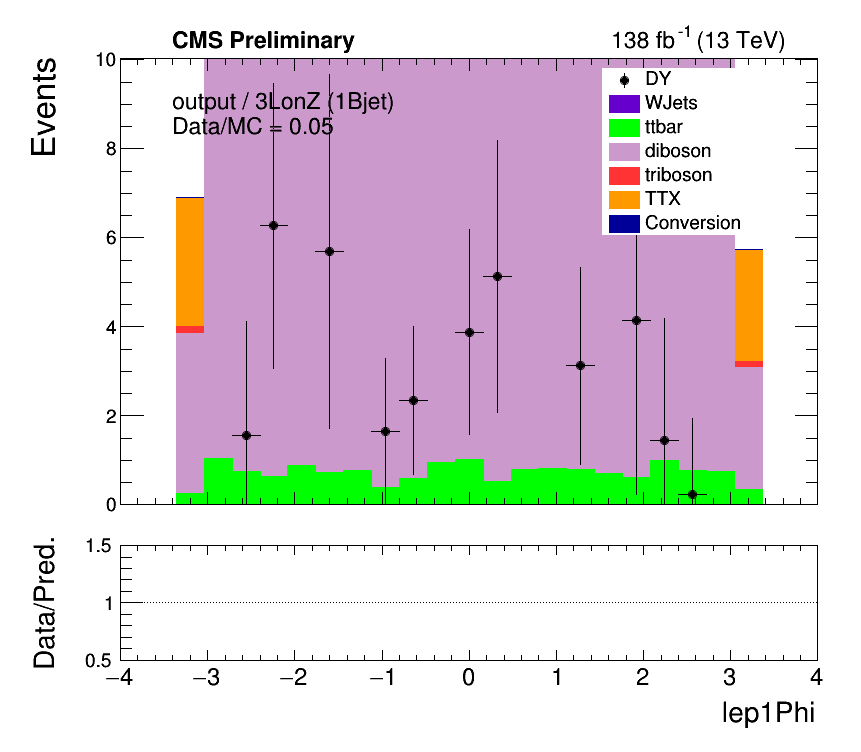 CMS Preliminary
138 fb-1 (13 TeV)
Events
output / 3LonZ (1Bjet)
Data/MC = 0.05
DY
WJets
ttbar
diboson
triboson
TTX
Conversion
10
8
6
4
2
0
Data/Pred.
1.5
1
0.5
−4 −3 −2 −1 0 1 2 3 4
lep1Phi